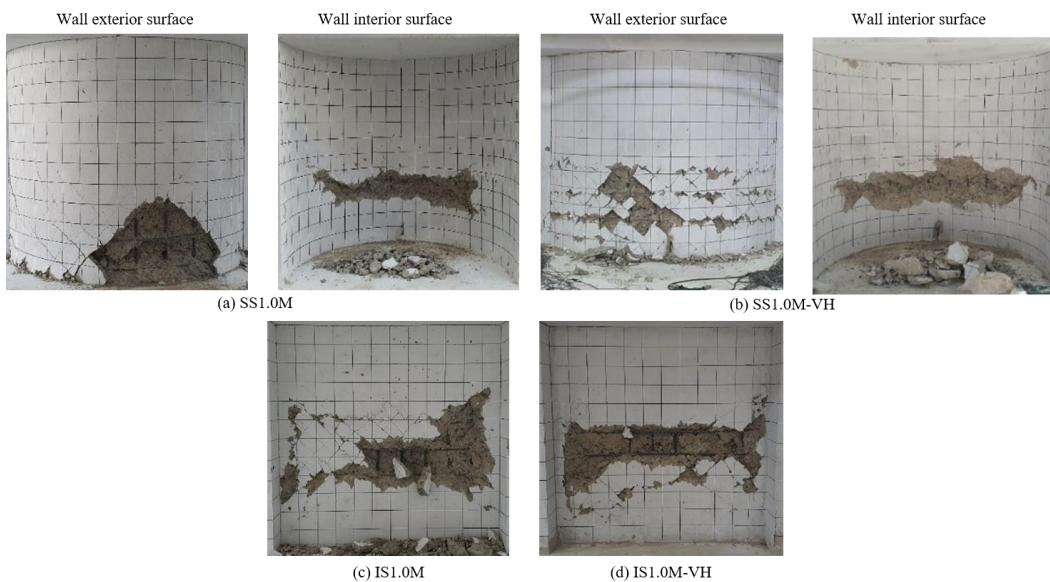 Wall exterior surface
Wall interior surface
Wall exterior surface
Wall interior surface
(a) SS1.0M
(b) SS1.0M-VH
(c) IS1.0M
(d) IS1.0M-VH